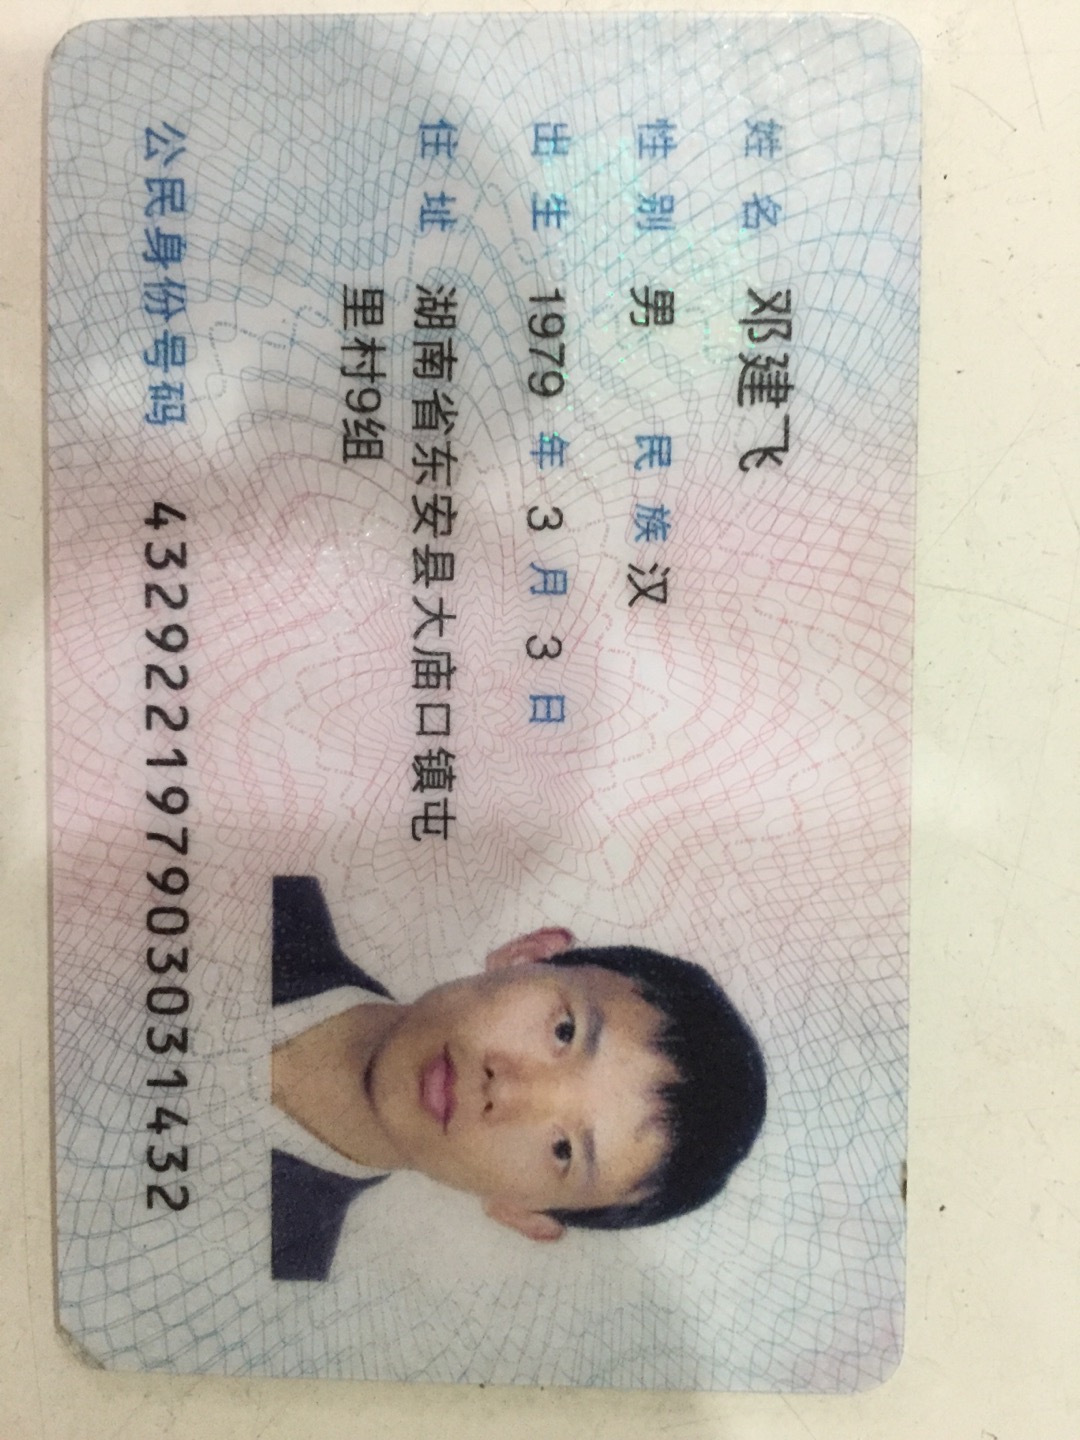 姓名 邓建飞
性别 男 民族 汉
出生 1979 年 3 月 3 日
住址 湖南省东安县大庙口镇屯
里村9组
公民身份号码 432922197903031432